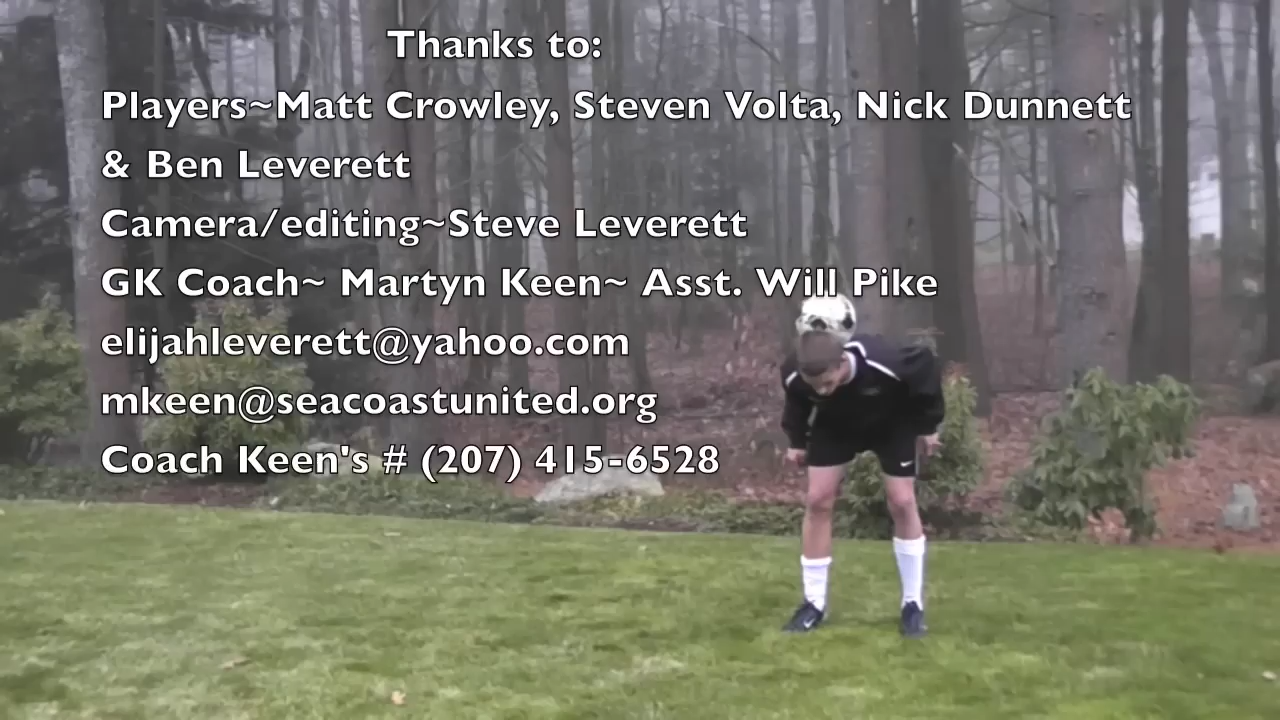 Thanks to:
Players~Matt Crowley, Steven Volta, Nick Dunnett
& Ben Leverett
Camera/editing~Steve Leverett
GK Coach~ Martyn Keen~ Asst. Will Pike
elijahleverett@yahoo.com
mkeen@seacoastunited.org
Coach Keen's # (207) 415-6528